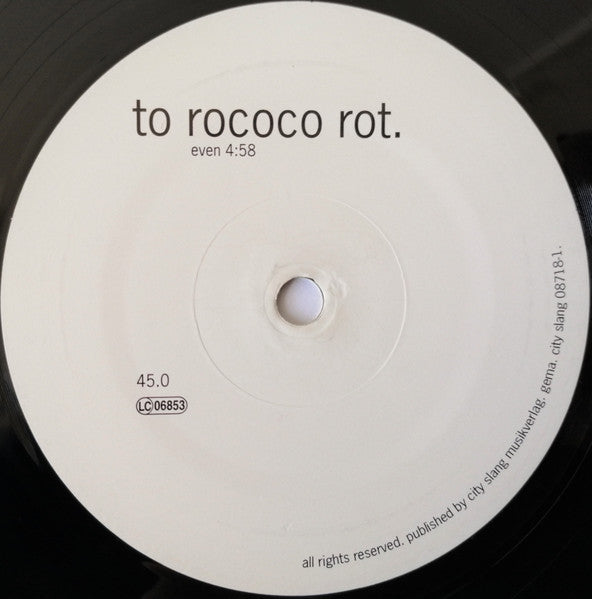 to rococo rot.
even 4:58
45.0
LC 06853
all rights reserved. published by city slang musikverlag. gema. city slang 08718-1.